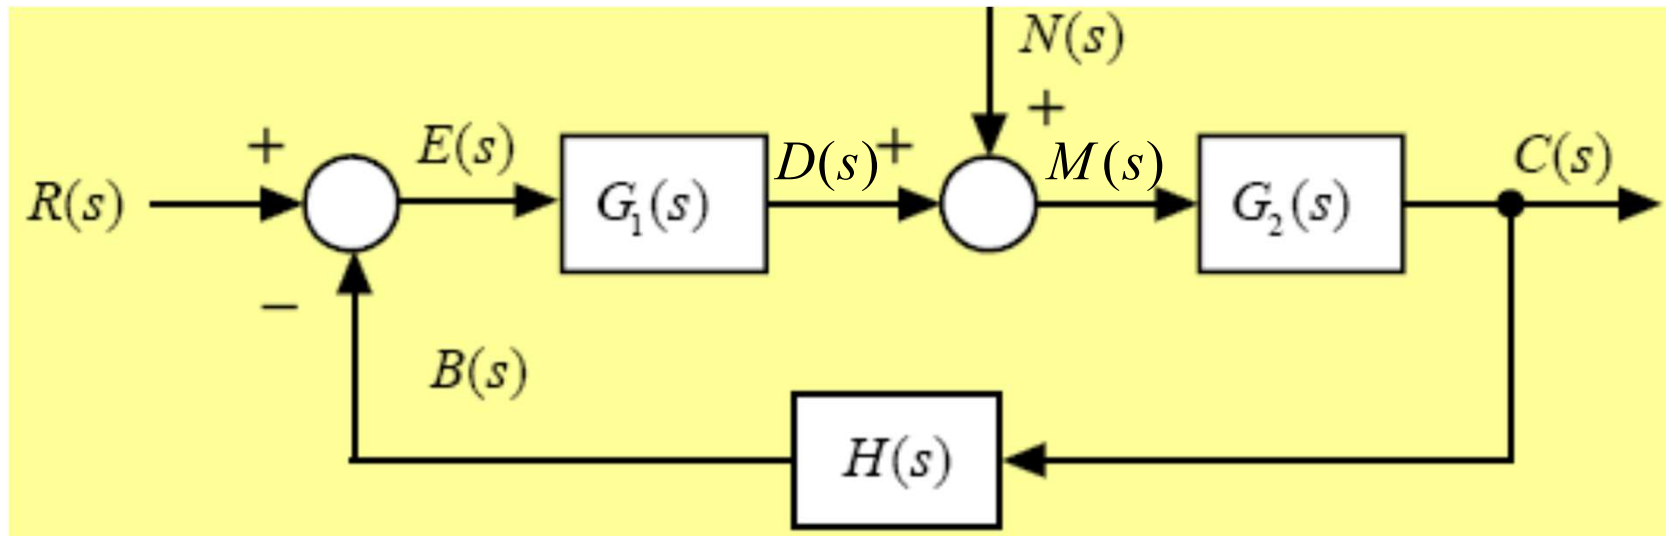 N(s)
+
+ E(s) D(s) + M(s) C(s)
R(s) G₁(s) G₂(s)
−
B(s)
H(s)